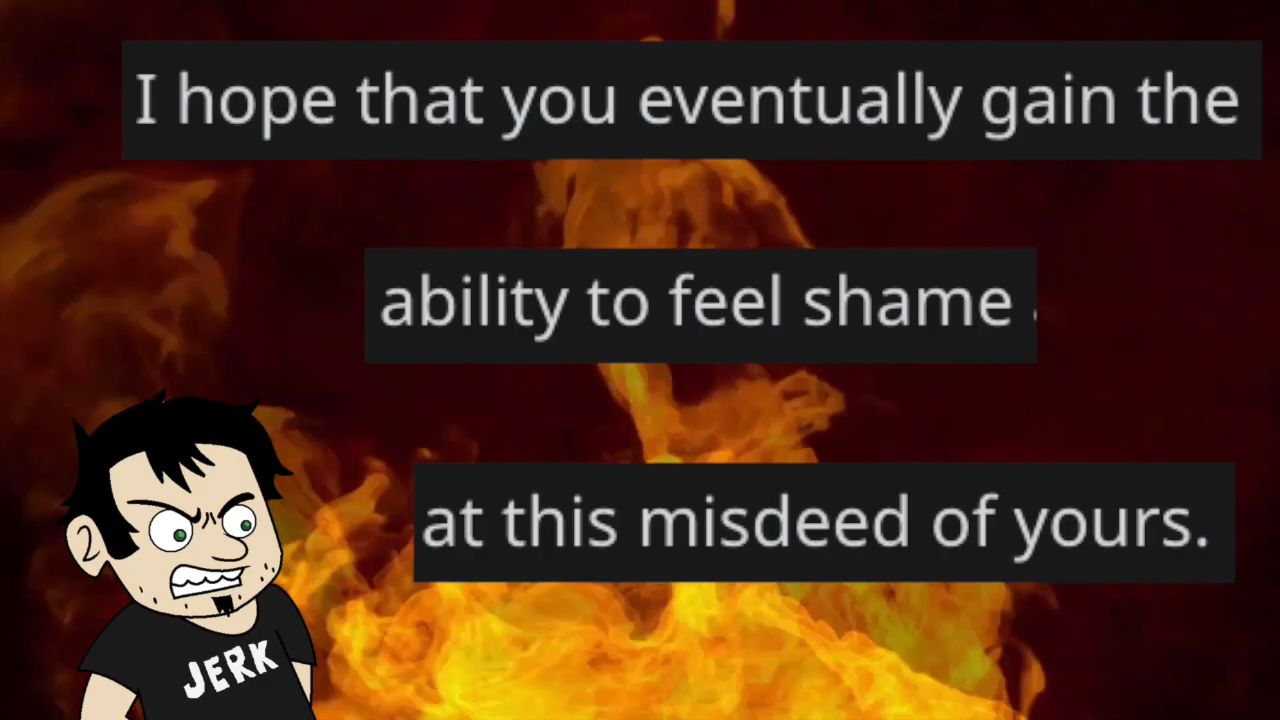 I hope that you eventually gain the
ability to feel shame
at this misdeed of yours.
JERK